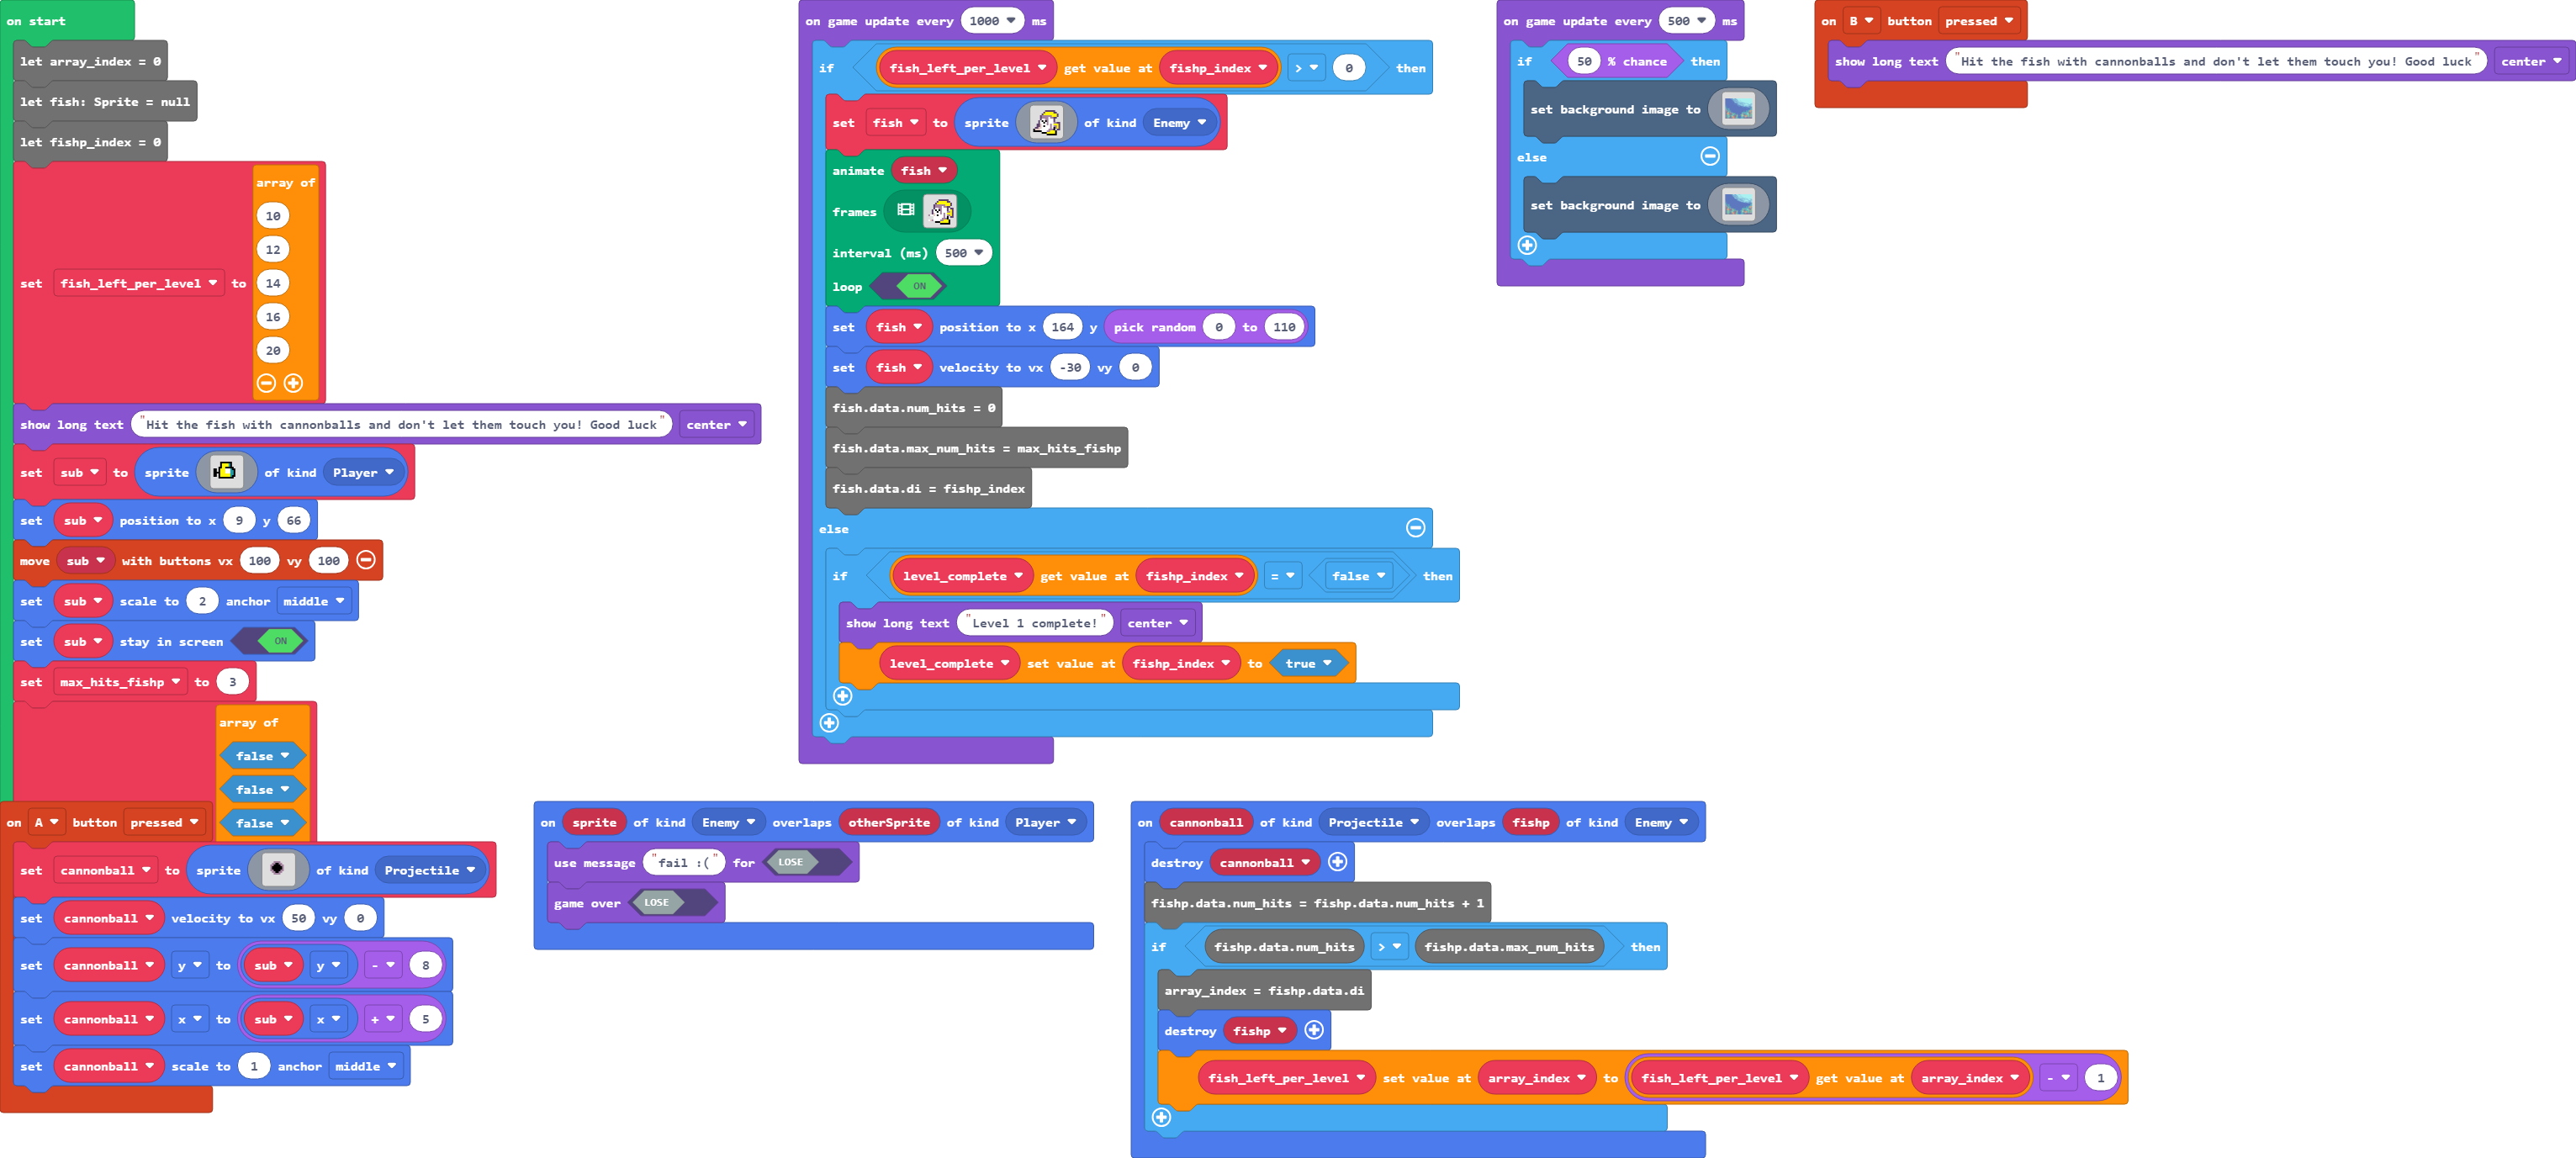 on start
let array_index = 0
let fish: Sprite = null
let fishp_index = 0
set fish_left_per_level to array of
10
12
14
16
20
show long text "Hit the fish with cannonballs and don't let them touch you! Good luck" center
set sub to sprite of kind Player
set sub position to x 9 y 66
move sub with buttons vx 100 vy 100
set sub scale to 2 anchor middle
set sub stay in screen ON
set max_hits_fishp to 3
array of
false
false
false
on A button pressed
set cannonball to sprite of kind Projectile
set cannonball velocity to vx 50 vy 0
set cannonball y to sub y - 8
set cannonball x to sub x + 5
set cannonball scale to 1 anchor middle
on game update every 1000 ms
if fish_left_per_level get value at fishp_index > 0 then
set fish to sprite of kind Enemy
animate fish
frames
interval (ms) 500
loop ON
set fish position to x 164 y pick random 0 to 110
set fish velocity to vx -30 vy 0
fish.data.num_hits = 0
fish.data.max_num_hits = max_hits_fishp
fish.data.di = fishp_index
else
if level_complete get value at fishp_index = false then
show long text "Level 1 complete!" center
level_complete set value at fishp_index to true
on sprite of kind Enemy overlaps otherSprite of kind Player
use message "fail :(" for LOSE
game over LOSE
on game update every 500 ms
if 50 % chance then
set background image to
else
set background image to
on B button pressed
show long text "Hit the fish with cannonballs and don't let them touch you! Good luck" center
on cannonball of kind Projectile overlaps fishp of kind Enemy
destroy cannonball
fishp.data.num_hits = fishp.data.num_hits + 1
if fishp.data.num_hits > fishp.data.max_num_hits then
array_index = fishp.data.di
destroy fishp
fish_left_per_level set value at array_index to fish_left_per_level get value at array_index - 1